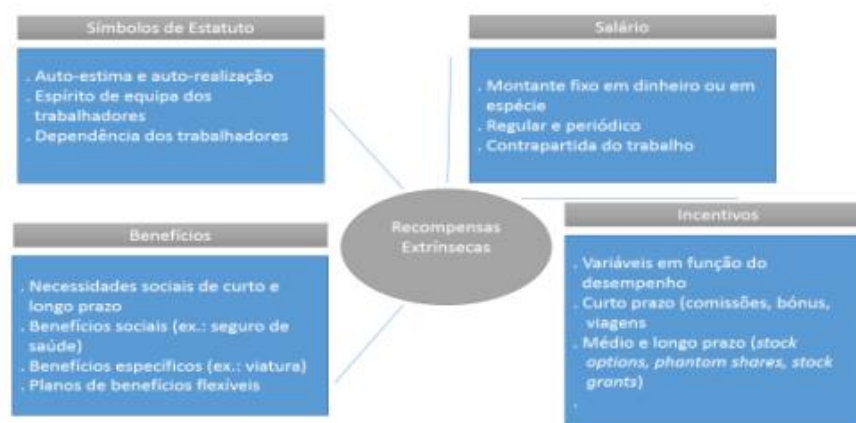 Símbolos de Estatuto
. Auto-estima e auto-realização
. Espírito de equipa dos
trabalhadores
. Dependência dos trabalhadores
Salário
. Montante fixo em dinheiro ou em
espécie
. Regular e periódico
. Contrapartida do trabalho
Recompensas
Extrínsecas
Benefícios
. Necessidades sociais de curto e
longo prazo
. Benefícios sociais (ex.: seguro de
saúde)
. Benefícios específicos (ex.: viatura)
. Planos de benefícios flexíveis
Incentivos
. Variáveis em função do
desempenho
. Curto prazo (comissões, bónus,
viagens
. Médio e longo prazo (stock
options, phantom shares, stock
grants)
.